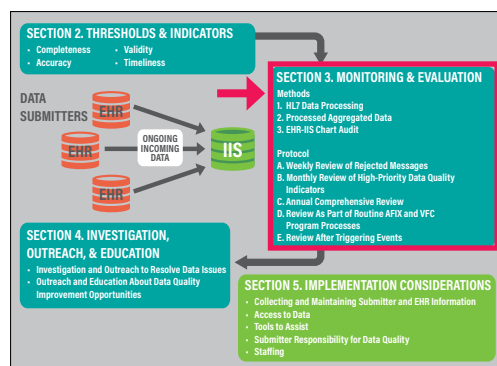 SECTION 2. THRESHOLDS & INDICATORS
• Completeness • Validity
• Accuracy • Timeliness
DATA
SUBMITTERS
EHR
EHR
EHR
ONGOING
INCOMING
DATA
IIS
SECTION 3. MONITORING & EVALUATION
Methods
1. HL7 Data Processing
2. Processed Aggregated Data
3. EHR-IIS Chart Audit
Protocol
A. Weekly Review of Rejected Messages
B. Monthly Review of High-Priority Data Quality
Indicators
C. Annual Comprehensive Review
D. Review As Part of Routine AFIX and VFC
Program Processes
E. Review After Triggering Events
SECTION 4. INVESTIGATION,
OUTREACH, & EDUCATION
• Investigation and Outreach to Resolve Data Issues
• Outreach and Education About Data Quality
Improvement Opportunities
SECTION 5. IMPLEMENTATION CONSIDERATIONS
• Collecting and Maintaining Submitter and EHR Information
• Access to Data
• Tools to Assist
• Submitter Responsibility for Data Quality
• Staffing